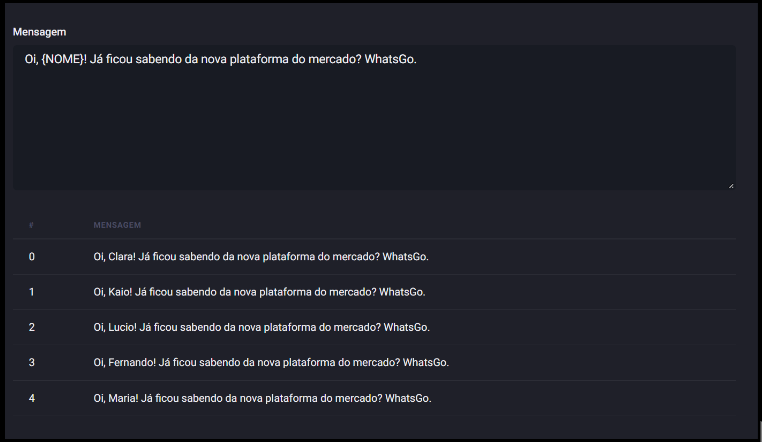 Mensagem
Oi, {NOME}! Já ficou sabendo da nova plataforma do mercado? WhatsGo.
# MENSAGEM
0 Oi, Clara! Já ficou sabendo da nova plataforma do mercado? WhatsGo.
1 Oi, Kaio! Já ficou sabendo da nova plataforma do mercado? WhatsGo.
2 Oi, Lucio! Já ficou sabendo da nova plataforma do mercado? WhatsGo.
3 Oi, Fernando! Já ficou sabendo da nova plataforma do mercado? WhatsGo.
4 Oi, Maria! Já ficou sabendo da nova plataforma do mercado? WhatsGo.